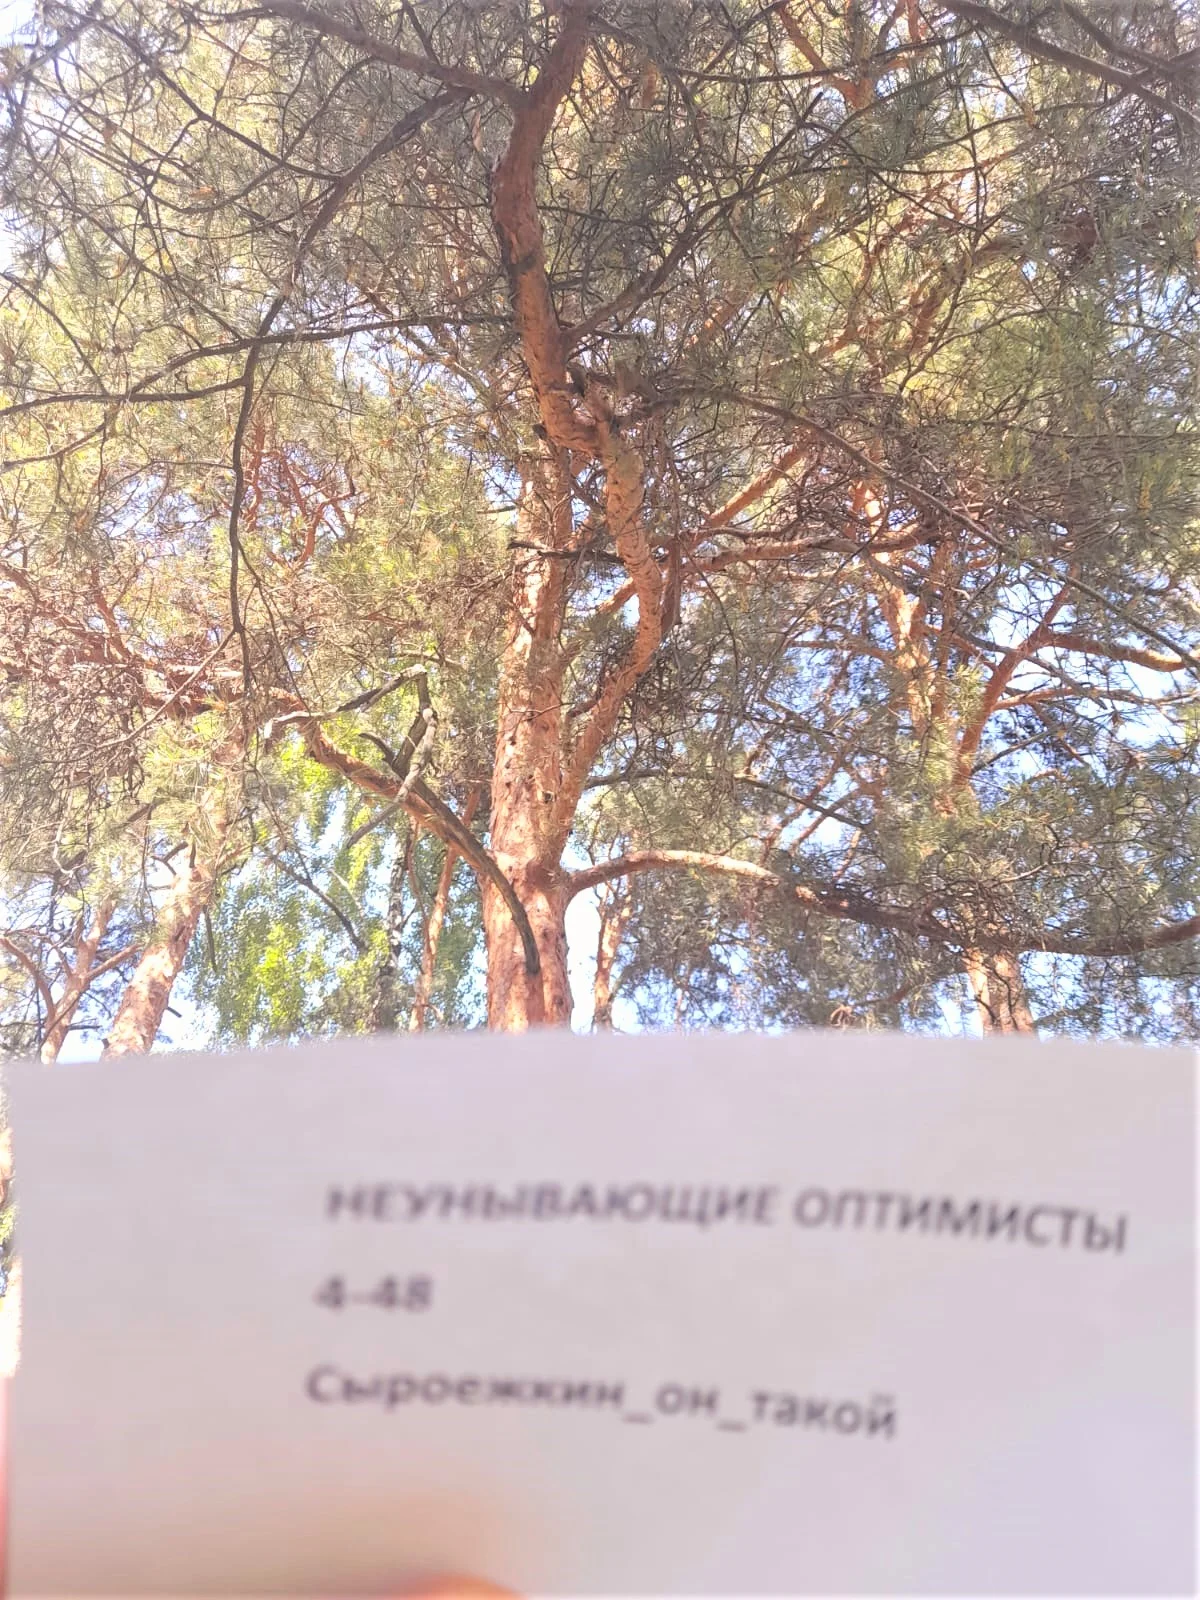 НЕУНЫВАЮЩИЕ ОПТИМИСТЫ
4-48
Сыроежкин_он_такой